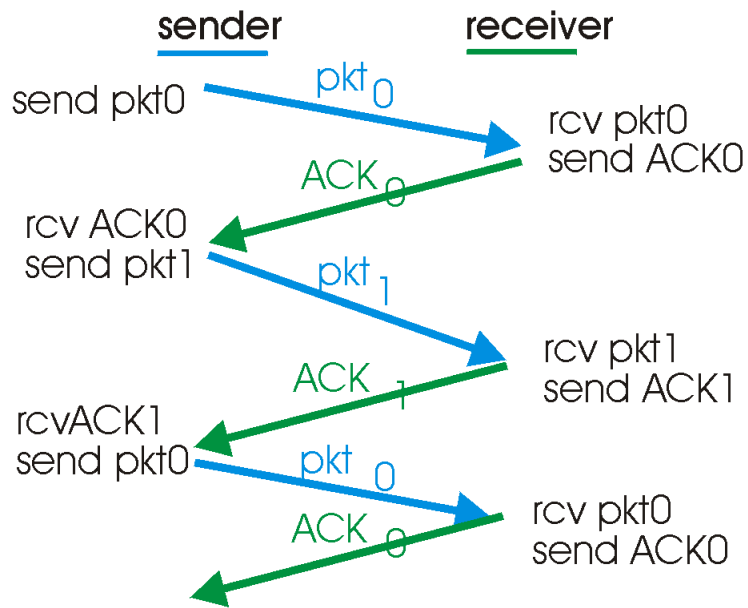 sender receiver
pkt0
send pkt0
rcv pkt0
send ACK0
ACK0
rcv ACK0
send pkt1
pkt1
rcv pkt1
send ACK1
ACK1
rcvACK1
send pkt0
pkt0
rcv pkt0
send ACK0
ACK0